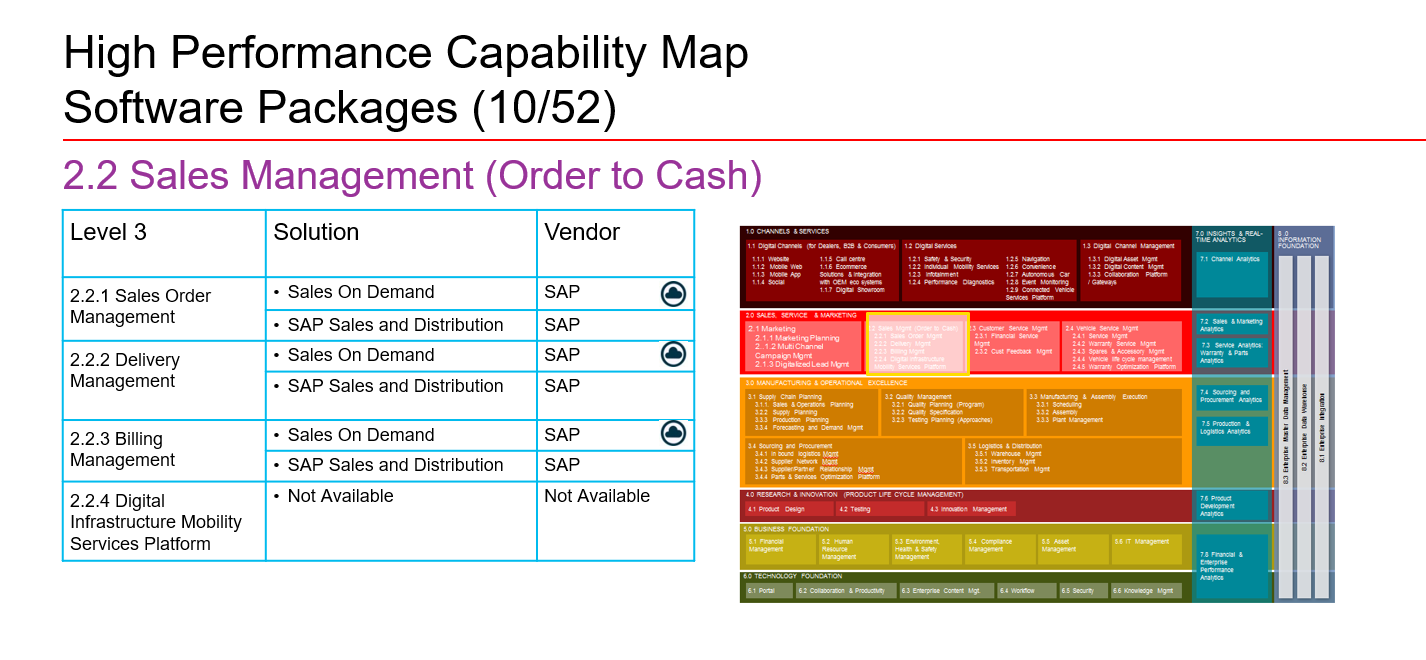 High Performance Capability Map
Software Packages (10/52)
2.2 Sales Management (Order to Cash)
Level 3
Solution
Vendor
2.2.1 Sales Order
Management
• Sales On Demand
SAP
• SAP Sales and Distribution
SAP
2.2.2 Delivery
Management
• Sales On Demand
SAP
• SAP Sales and Distribution
SAP
2.2.3 Billing
Management
• Sales On Demand
SAP
• SAP Sales and Distribution
SAP
2.2.4 Digital
Infrastructure Mobility
Services Platform
• Not Available
Not Available
1.0 CHANNELS & SERVICES
1.1 Digital Channels (for Dealers, B2B & Consumers)
1.1.1 Website
1.1.2 Mobile Web
1.1.3 Mobile App
1.1.4 Social
1.1.5 Call centre
1.1.6 Ecommerce
Solutions & Integration
with OEM eco systems
1.1.7 Digital Showroom
1.2 Digital Services
1.2.1 Safety & Security
1.2.2 Individual Mobility Services
1.2.3 Infotainment
1.2.4 Performance Diagnostics
1.2.5 Navigation
1.2.6 Convenience
1.2.7 Autonomous Car
1.2.8 Event Monitoring
1.2.9 Connected Vehicle
Services Platform
1.3 Digital Channel Management
1.3.1 Digital Asset Mgmt
1.3.2 Digital Content Mgmt
1.3.3 Collaboration Platform
/ Gateways
2.0 SALES, SERVICE & MARKETING
2.1 Marketing
2.1.1 Marketing Planning
2.1.2 Multi Channel
Campaign Mgmt
2.1.3 Digitalized Lead Mgmt
2.2 Sales Mgmt (Order to Cash)
2.2.1 Sales Order Mgmt
2.2.2 Delivery Mgmt
2.2.3 Billing Mgmt
2.2.4 Digital Infrastructure
Mobility Services Platform
2.3 Customer Service Mgmt
2.3.1 Financial Service
Mgmt
2.3.2 Cust Feedback Mgmt
2.4 Vehicle Service Mgmt
2.4.1 Service Mgmt
2.4.2 Warranty Service Mgmt
2.4.3 Spares & Accessory Mgmt
2.4.4 Vehicle life cycle management
2.4.5 Warranty Optimization Platform
3.0 MANUFACTURING & OPERATIONAL EXCELLENCE
3.1 Supply Chain Planning
3.1.1. Sales & Operations Planning
3.2.2 Supply Planning
3.3.3 Production Planning
3.3.4 Forecasting and Demand Mgmt
3.2 Quality Management
3.2.1 Quality Planning (Program)
3.2.2 Quality Specification
3.2.3 Testing Planning (Approaches)
3.3 Manufacturing & Assembly Execution
3.3.1 Scheduling
3.3.2 Assembly
3.3.3 Plant Management
3.4 Sourcing and Procurement
3.4.1 In bound logistics Mgmt
3.4.2 Supplier Network Mgmt
3.4.3 Supplier/Partner Relationship Mgmt
3.4.4 Parts & Services Optimization Platform
3.5 Logistics & Distribution
3.5.1 Warehouse Mgmt
3.5.2 Inventory Mgmt
3.5.3 Transportation Mgmt
4.0 RESEARCH & INNOVATION (PRODUCT LIFE CYCLE MANAGEMENT)
4.1 Product Design
4.2 Testing
4.3 Innovation Management
5.0 BUSINESS FOUNDATION
5.1 Financial
Management
5.2 Human
Resource
Management
5.3 Environment,
Health & Safety
Management
5.4 Compliance
Management
5.5 Asset
Management
5.6 IT Management
6.0 TECHNOLOGY FOUNDATION
6.1 Portal
6.2 Collaboration & Productivity
6.3 Enterprise Content Mgt.
6.4 Workflow
6.5 Security
6.6 Knowledge Mgmt
7.0 INSIGHTS & REAL-
TIME ANALYTICS
7.1 Channel Analytics
7.2 Sales & Marketing
Analytics
7.3 Service Analytics:
Warranty & Parts
Analytics
7.4 Sourcing and
Procurement Analytics
7.5 Production &
Logistics Analytics
7.6 Product
Development
Analytics
7.8 Financial &
Enterprise
Performance
Analytics
8.0
INFORMATION
FOUNDATION
8.3 Enterprise Master Data Management
8.2 Enterprise Data Warehouse
8.1 Enterprise Integration